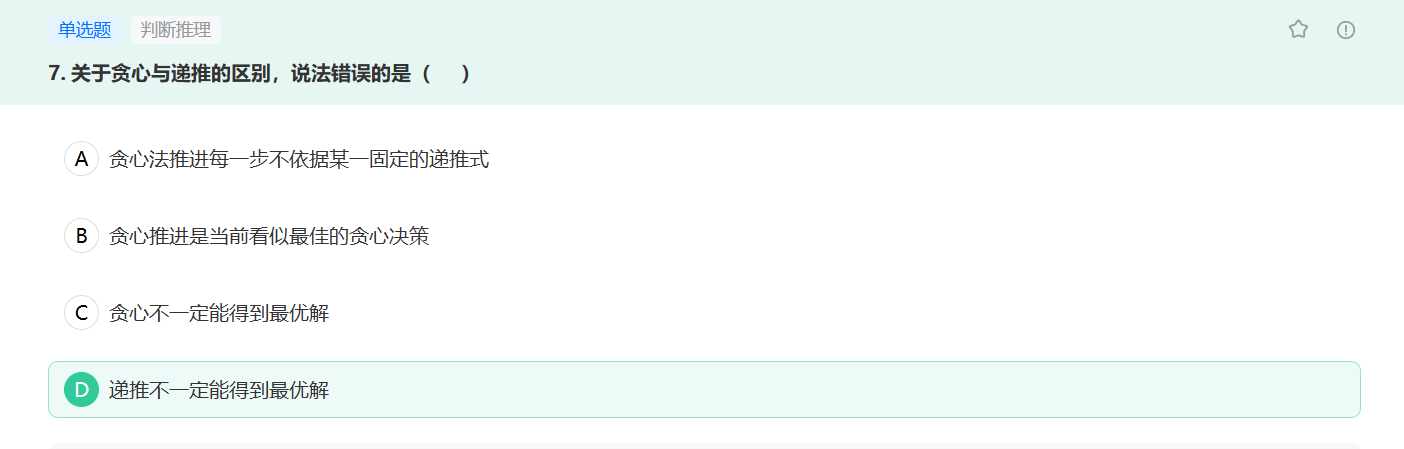 单选题 判断推理
7. 关于贪心与递推的区别，说法错误的是（ ）
A 贪心法推进每一步不依据某一固定的递推式
B 贪心推进是当前看似最佳的贪心决策
C 贪心不一定能得到最优解
D 递推不一定能得到最优解